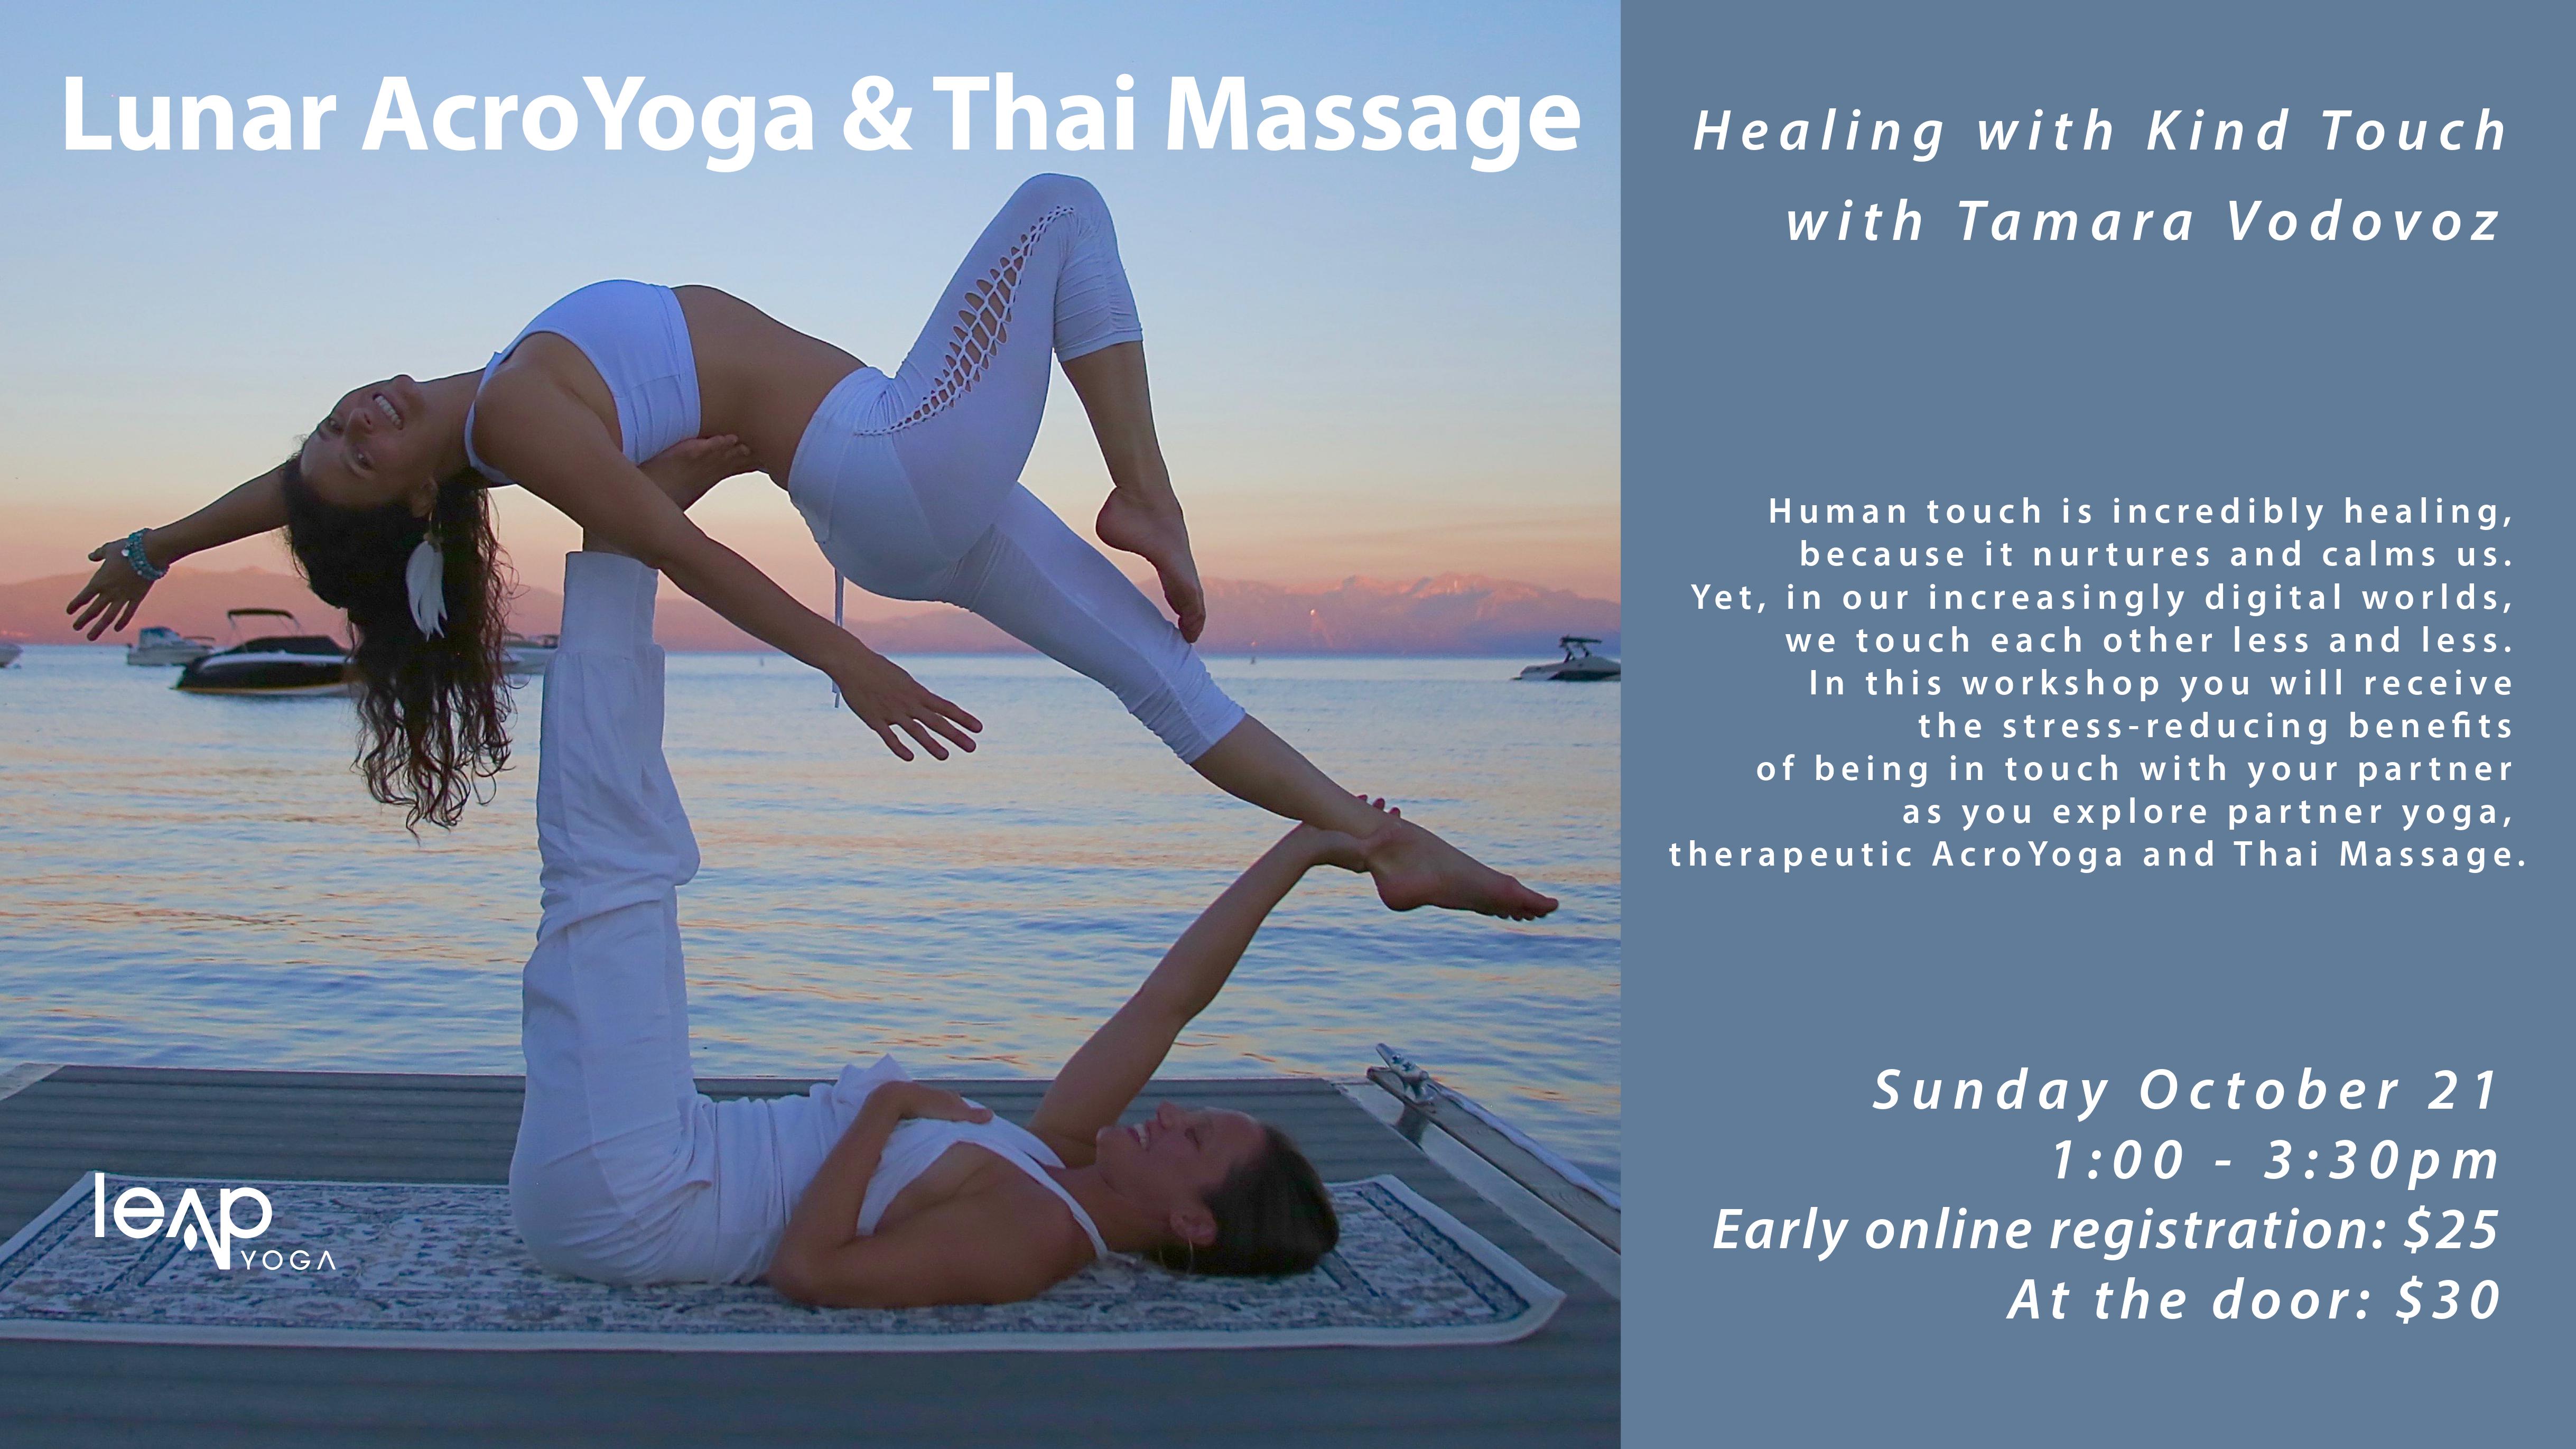 Lunar AcroYoga & Thai Massage
Healing with Kind Touch
with Tamara Vodovoz
Human touch is incredibly healing,
because it nurtures and calms us.
Yet, in our increasingly digital worlds,
we touch each other less and less.
In this workshop you will receive
the stress-reducing benefits
of being in touch with your partner
as you explore partner yoga,
therapeutic AcroYoga and Thai Massage.
Sunday October 21
1:00 - 3:30pm
Early online registration: $25
At the door: $30
leap
YOGA